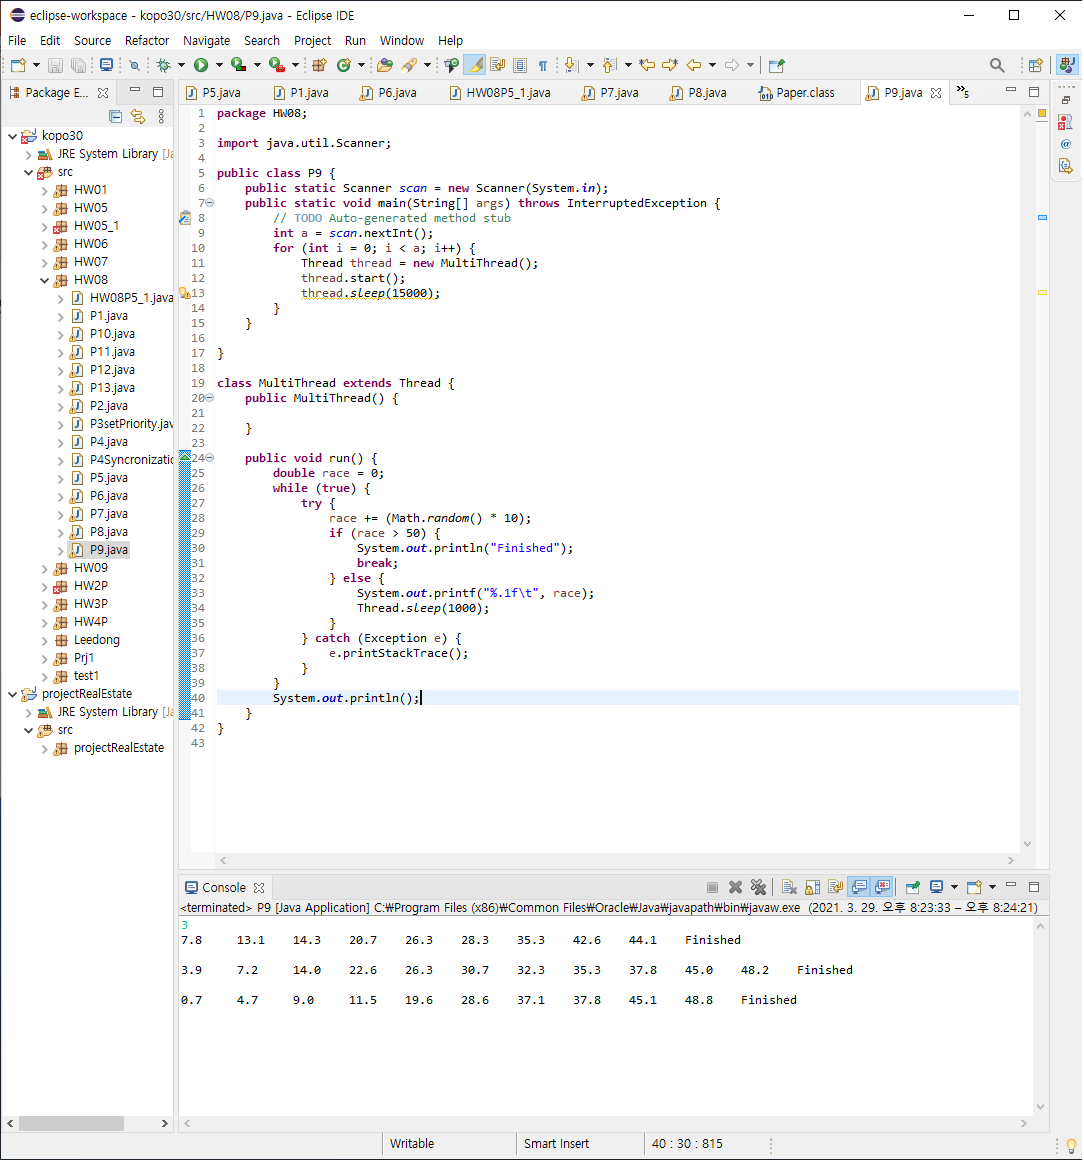 eclipse-workspace - kopo30/src/HW08/P9.java - Eclipse IDE
File Edit Source Refactor Navigate Search Project Run Window Help
Package E...
P5.java P1.java P6.java HW08P5_1.java P7.java P8.java Paper.class P9.java »5
kopo30
JRE System Library [Ja
src
HW01
HW05
HW05_1
HW06
HW07
HW08
HW08P5_1.java
P1.java
P10.java
P11.java
P12.java
P13.java
P2.java
P3setPriority.jav
P4.java
P4Syncronizatic
P5.java
P6.java
P7.java
P8.java
P9.java
HW09
HW2P
HW3P
HW4P
Leedong
Prj1
test1
projectRealEstate
JRE System Library [Ja
src
projectRealEstate
1 package HW08;
2
3 import java.util.Scanner;
4
5 public class P9 {
6 public static Scanner scan = new Scanner(System.in);
7 public static void main(String[] args) throws InterruptedException {
8 // TODO Auto-generated method stub
9 int a = scan.nextInt();
10 for (int i = 0; i < a; i++) {
11 Thread thread = new MultiThread();
12 thread.start();
13 thread.sleep(15000);
14 }
15 }
16
17 }
18
19 class MultiThread extends Thread {
20 public MultiThread() {
21
22 }
23
24 public void run() {
25 double race = 0;
26 while (true) {
27 try {
28 race += (Math.random() * 10);
29 if (race > 50) {
30 System.out.println("Finished");
31 break;
32 } else {
33 System.out.printf("%.1f\t", race);
34 Thread.sleep(1000);
35 }
36 } catch (Exception e) {
37 e.printStackTrace();
38 }
39 }
40 System.out.println();
41 }
42 }
43
Console
<terminated> P9 [Java Application] C:₩Program Files (x86)₩Common Files₩Oracle₩Java₩javapath₩bin₩javaw.exe (2021. 3. 29. 오후 8:23:33 – 오후 8:24:21)
3
7.8 13.1 14.3 20.7 26.3 28.3 35.3 42.6 44.1 Finished
3.9 7.2 14.0 22.6 26.3 30.7 32.3 35.3 37.8 45.0 48.2 Finished
0.7 4.7 9.0 11.5 19.6 28.6 37.1 37.8 45.1 48.8 Finished
Writable Smart Insert 40 : 30 : 815